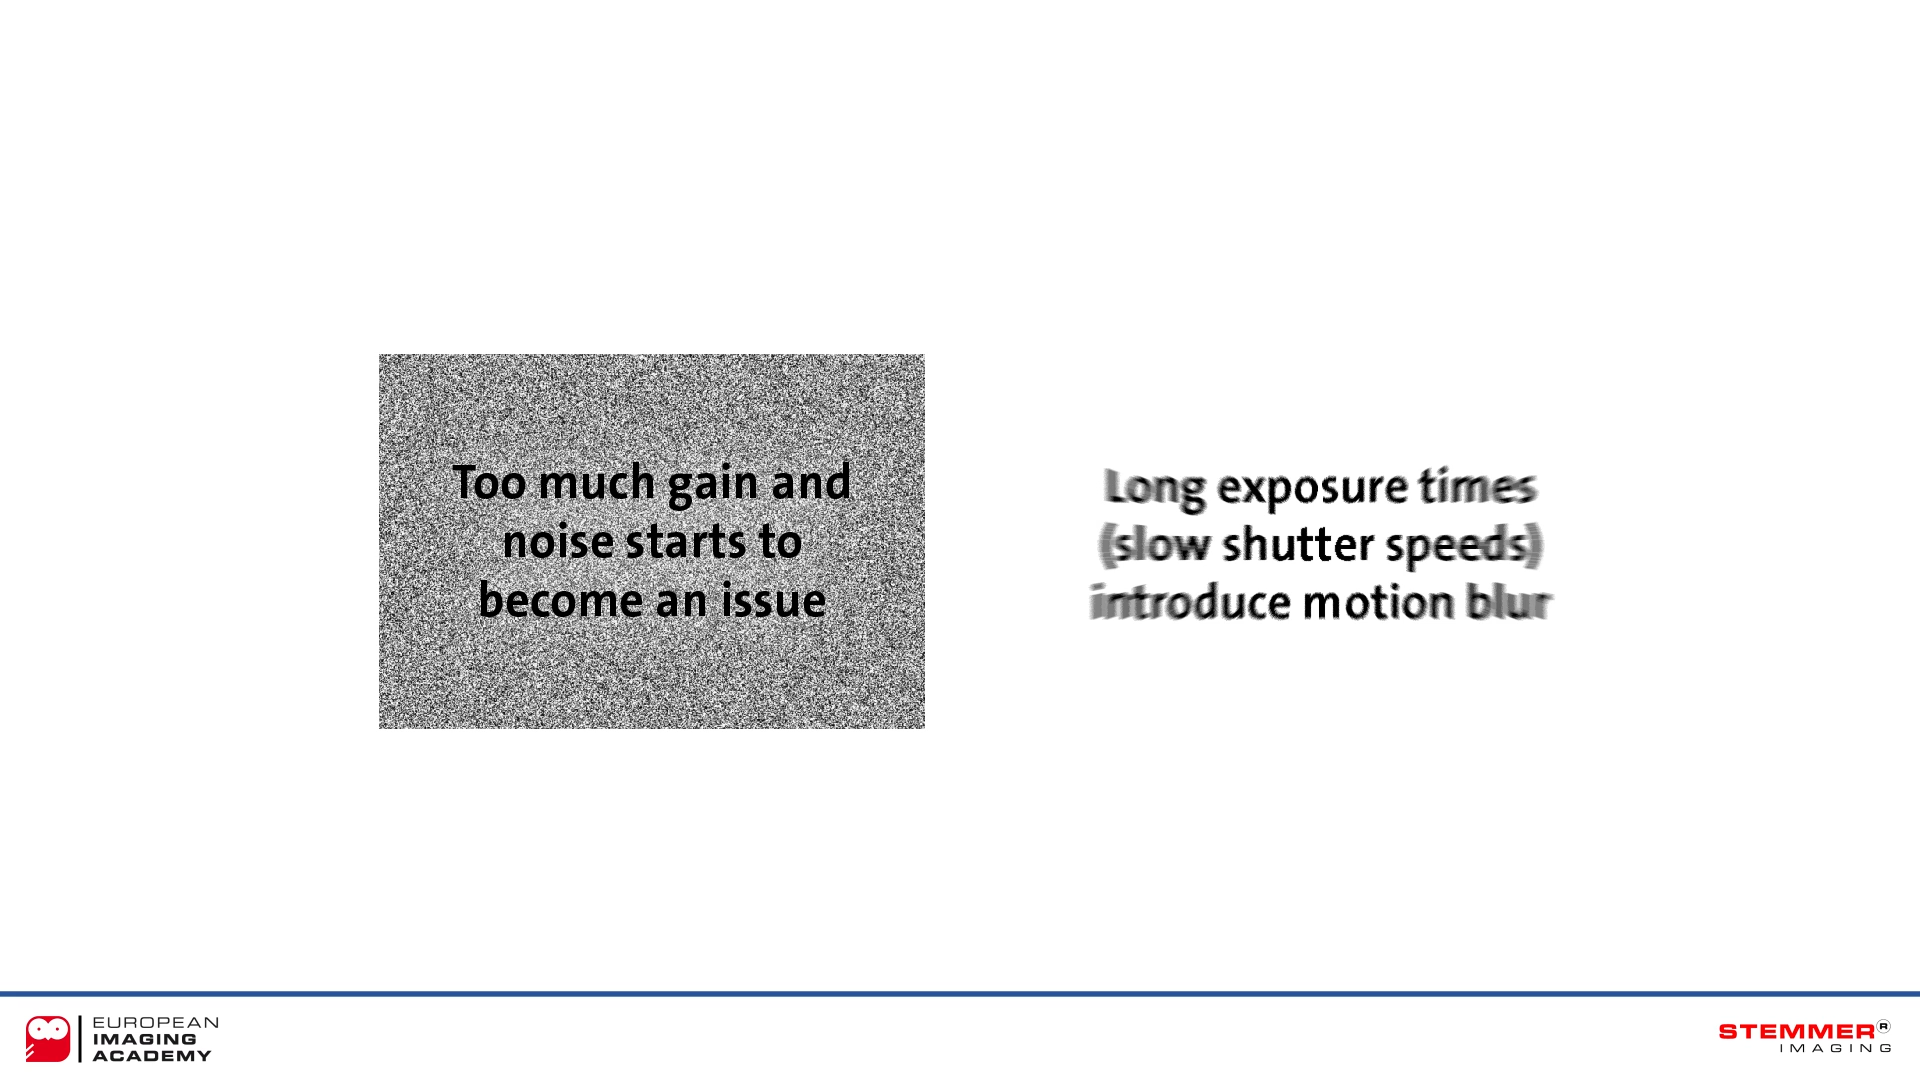 Too much gain and
noise starts to
become an issue
Long exposure times
(slow shutter speeds)
introduce motion blur
EUROPEAN
IMAGING
ACADEMY
STEMMER®
IMAGING